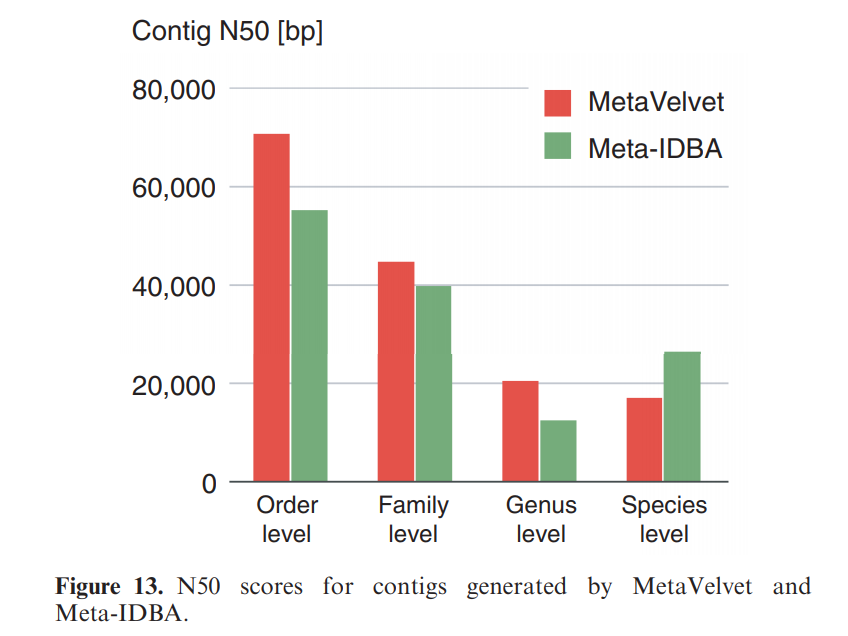 Contig N50 [bp]
80,000
MetaVelvet
Meta-IDBA
60,000
40,000
20,000
0
Order level
Family level
Genus level
Species level
Figure 13. N50 scores for contigs generated by MetaVelvet and
Meta-IDBA.